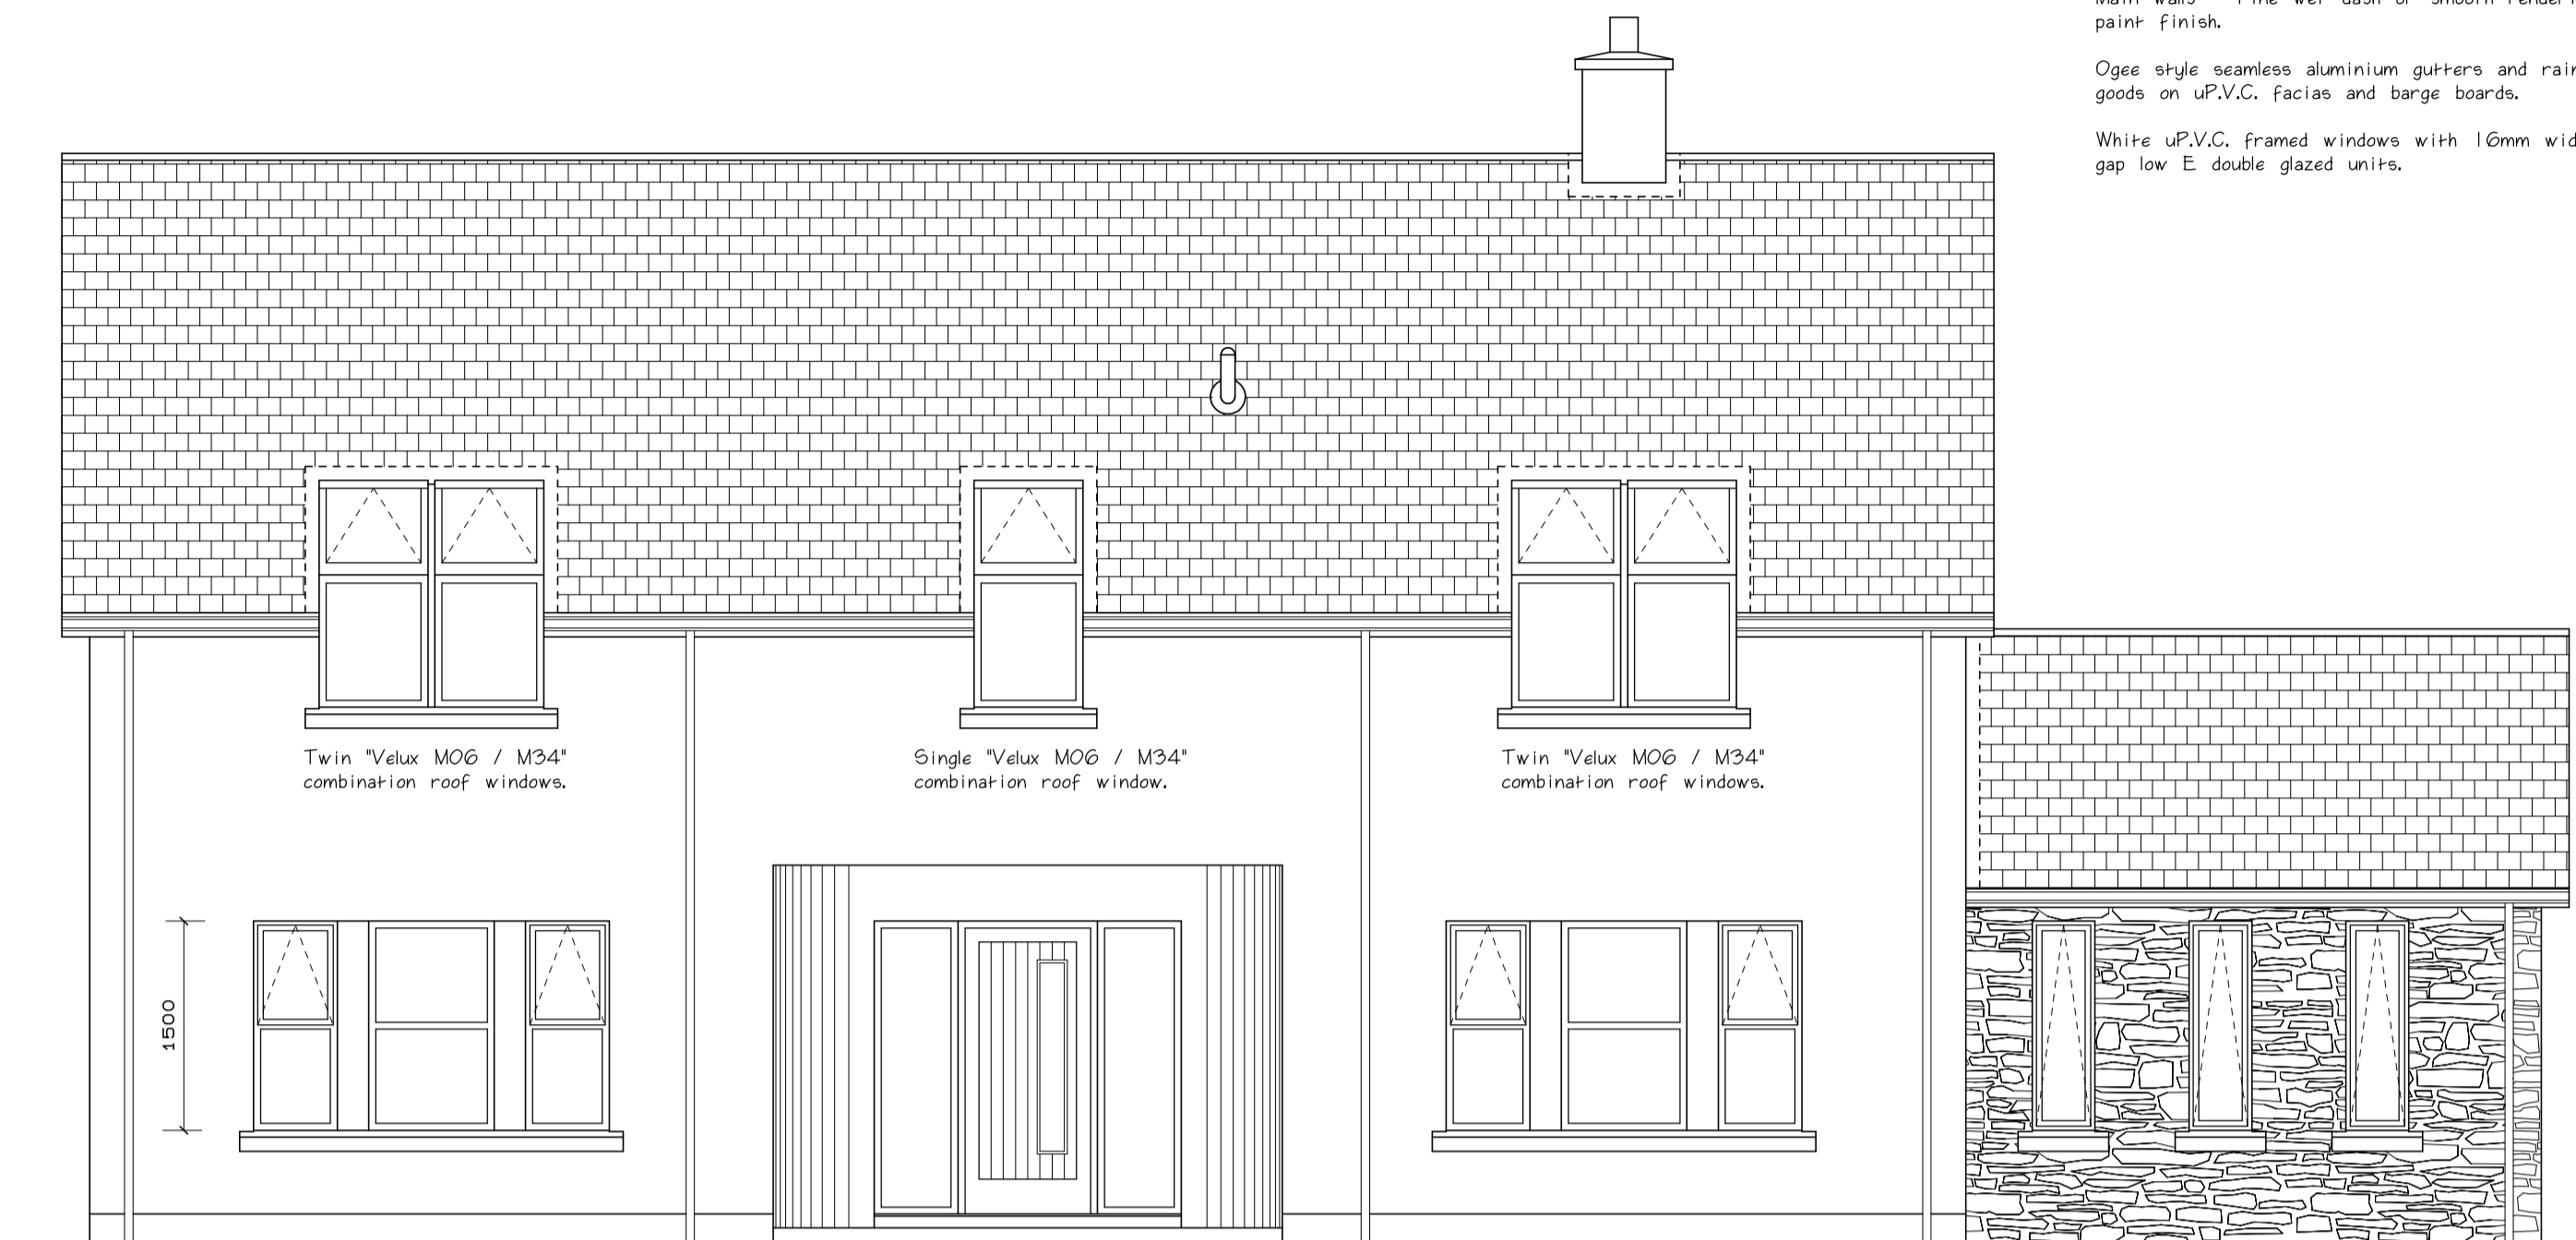 paint finish.
Ogee style seamless aluminium gutters and
goods on uP.V.C. facias and barge boards.
White uP.V.C. framed windows with 16mm
gap low E double glazed units.
Twin "Velux M06 / M34"
combination roof windows.
Single "Velux M06 / M34"
combination roof window.
Twin "Velux M06 / M34"
combination roof windows.
1500